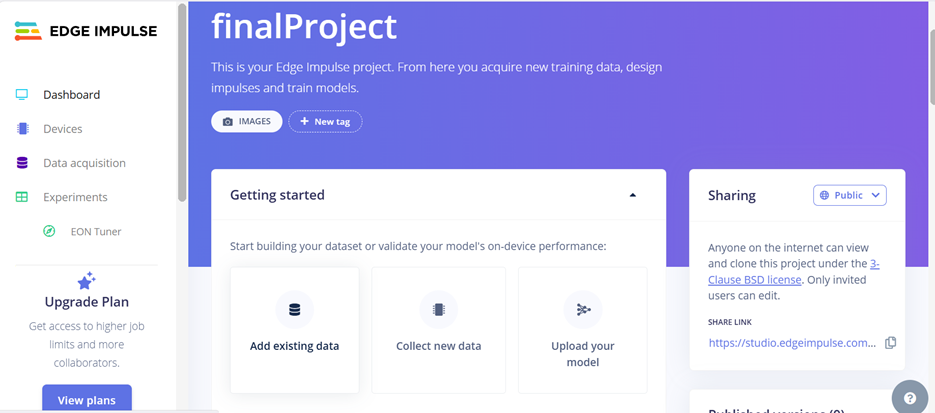 EDGE IMPULSE
Dashboard
Devices
Data acquisition
Experiments
EON Tuner
Upgrade Plan
Get access to higher job
limits and more
collaborators.
View plans
finalProject
This is your Edge Impulse project. From here you acquire new training data, design
impulses and train models.
IMAGES
+ New tag
Getting started
Start building your dataset or validate your model's on-device performance:
Add existing data
Collect new data
Upload your
model
Sharing
Public
Anyone on the internet can view
and clone this project under the 3-
Clause BSD license. Only invited
users can edit.
SHARE LINK
https://studio.edgeimpulse.com...
Published versions (0)
?